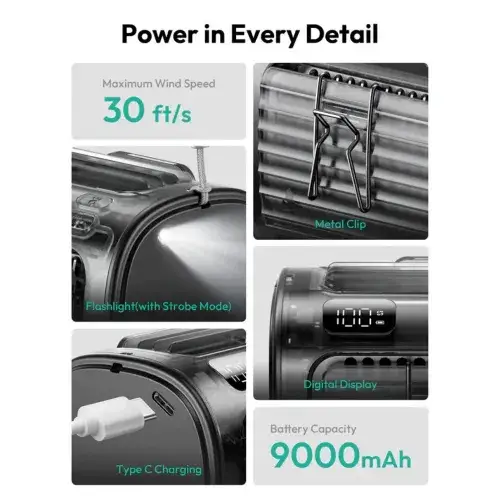 Power in Every Detail
Maximum Wind Speed
30 ft/s
Metal Clip
Flashlight(with Strobe Mode)
100
Digital Display
Type C Charging
Battery Capacity
9000mAh